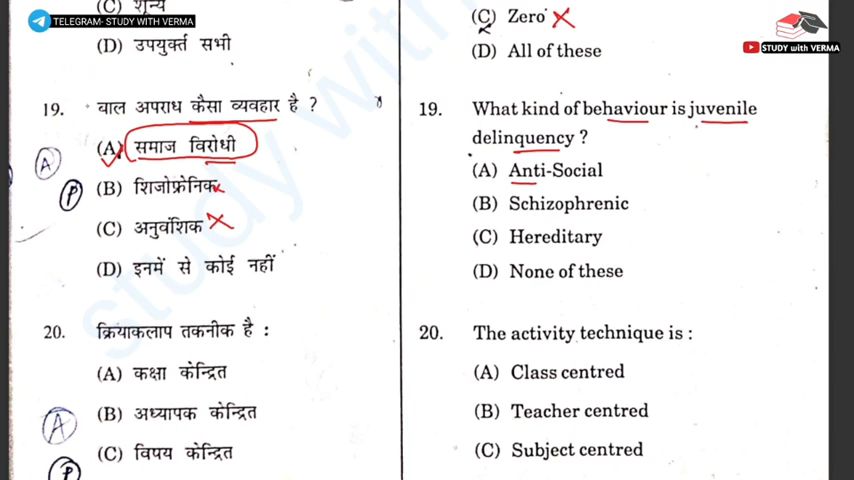 (C) शून्य
TELEGRAM- STUDY WITH VERMA
(D) उपयुर्क्त सभी
19. वाल अपराध कैसा व्यवहार है ?
(A) समाज विरोधी
A
(B) शिजोफ्रेनिक
P
(C) अनुवंशिक
(D) इनमें से कोई नहीं
20. क्रियाकलाप तकनीक है :
(A) कक्षा केन्द्रित
(B) अध्यापक केन्द्रित
A
(C) विषय केन्द्रित
P
(C) Zero
(D) All of these
STUDY with VERMA
19. What kind of behaviour is juvenile
delinquency ?
(A) Anti-Social
(B) Schizophrenic
(C) Hereditary
(D) None of these
20. The activity technique is :
(A) Class centred
(B) Teacher centred
(C) Subject centred
study with